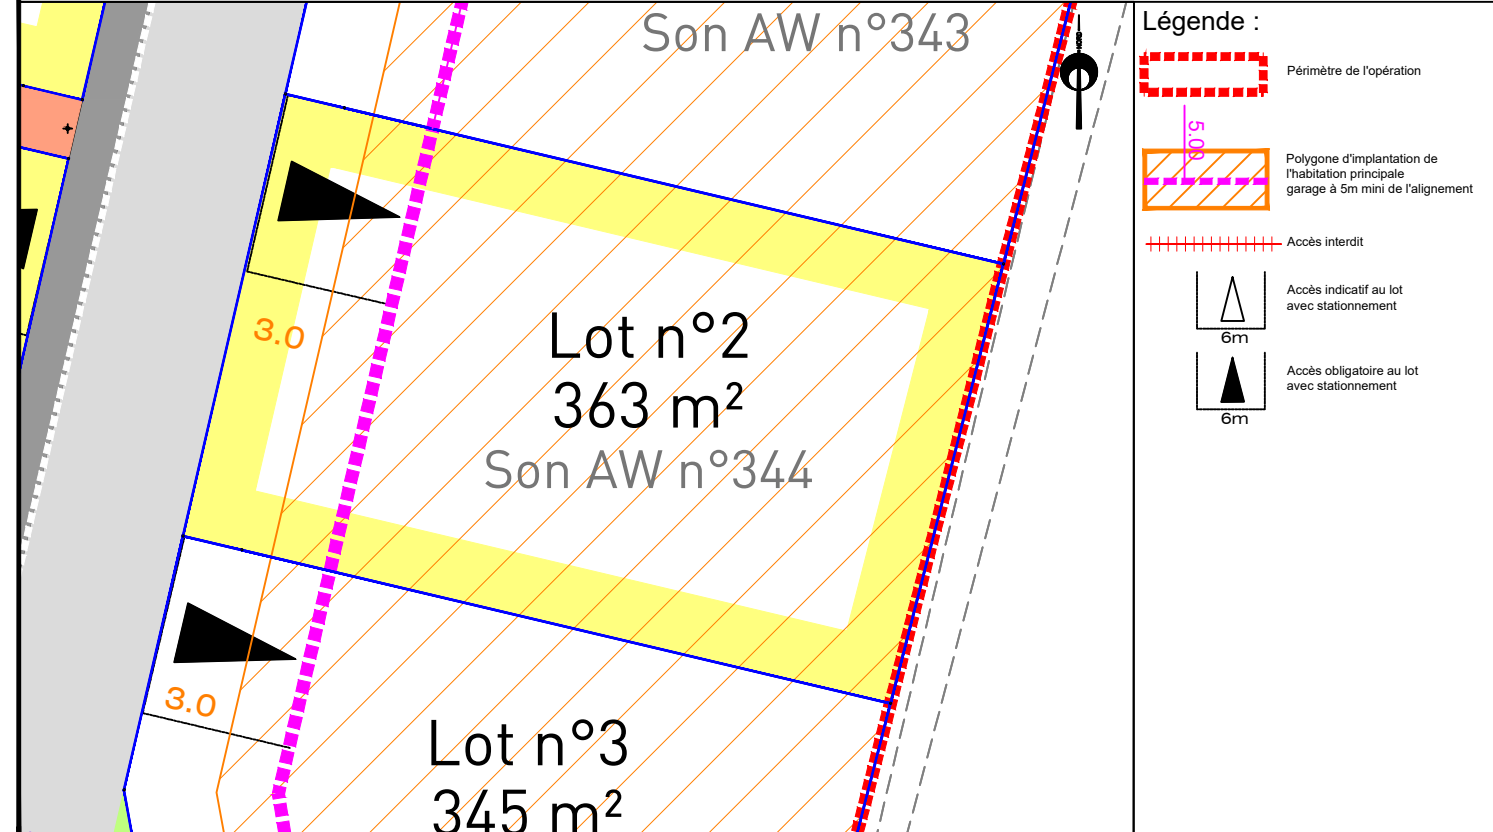 Son AW n°343
NORD
3.0
Lot n°2
363 m²
Son AW n°344
3.0
Lot n°3
345 m²
Légende :
Périmètre de l'opération
5.00
Polygone d'implantation de
l'habitation principale
garage à 5m mini de l'alignement
Accès interdit
Accès indicatif au lot
avec stationnement
6m
Accès obligatoire au lot
avec stationnement
6m